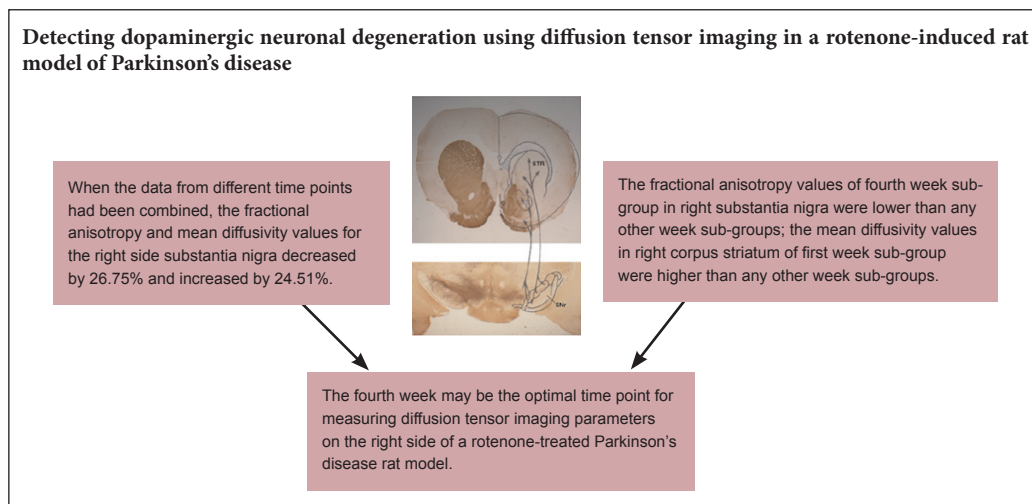 Detecting dopaminergic neuronal degeneration using diffusion tensor imaging in a rotenone-induced rat
model of Parkinson's disease
When the data from different time points
had been combined, the fractional
anisotropy and mean diffusivity values for
the right side substantia nigra decreased
by 26.75% and increased by 24.51%.
STR
SNr
The fractional anisotropy values of fourth week sub-
group in right substantia nigra were lower than any
other week sub-groups; the mean diffusivity values
in right corpus striatum of first week sub-group
were higher than any other week sub-groups.
The fourth week may be the optimal time point for
measuring diffusion tensor imaging parameters
on the right side of a rotenone-treated Parkinson's
disease rat model.